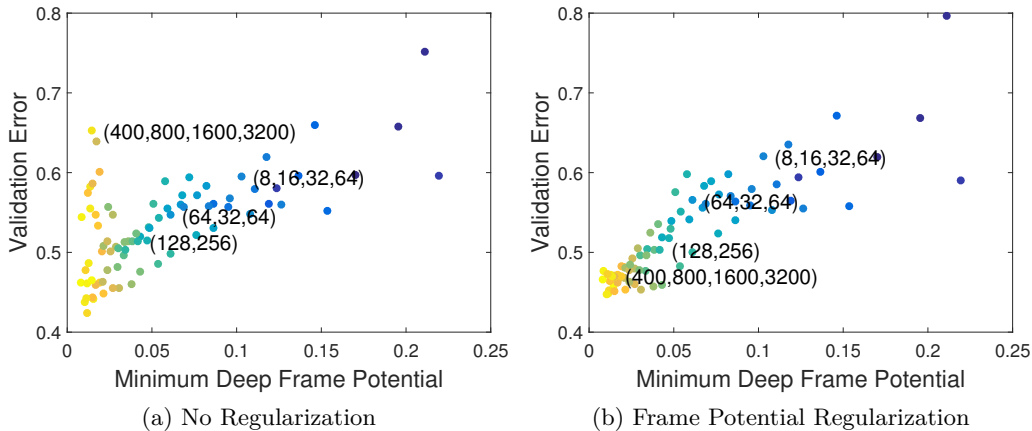 0.8
0.7
0.6
0.5
0.4
Validation Error
(400,800,1600,3200)
(8,16,32,64)
(64,32,64)
(128,256)
0 0.05 0.1 0.15 0.2 0.25
Minimum Deep Frame Potential
(a) No Regularization
0.8
0.7
0.6
0.5
0.4
Validation Error
(8,16,32,64)
(64,32,64)
(128,256)
(400,800,1600,3200)
0 0.05 0.1 0.15 0.2 0.25
Minimum Deep Frame Potential
(b) Frame Potential Regularization